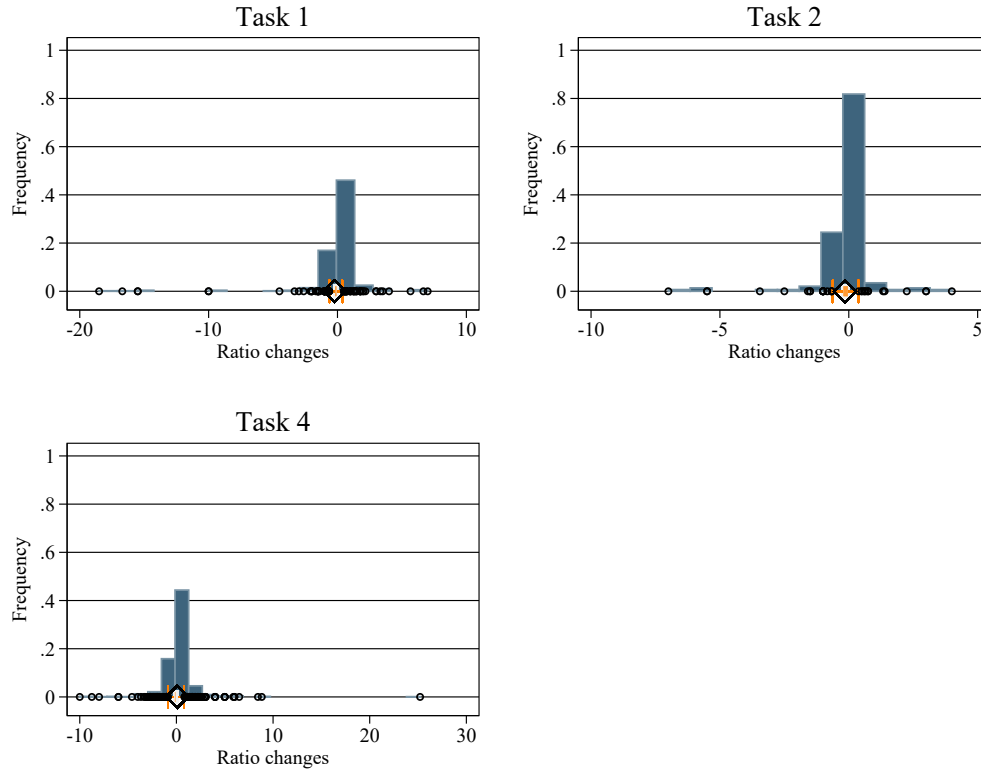 Task 1
1
.8
.6
.4
.2
0
Frequency
-20 -10 0 10
Ratio changes
Task 2
1
.8
.6
.4
.2
0
Frequency
-10 -5 0 5
Ratio changes
Task 4
1
.8
.6
.4
.2
0
Frequency
-10 0 10 20 30
Ratio changes